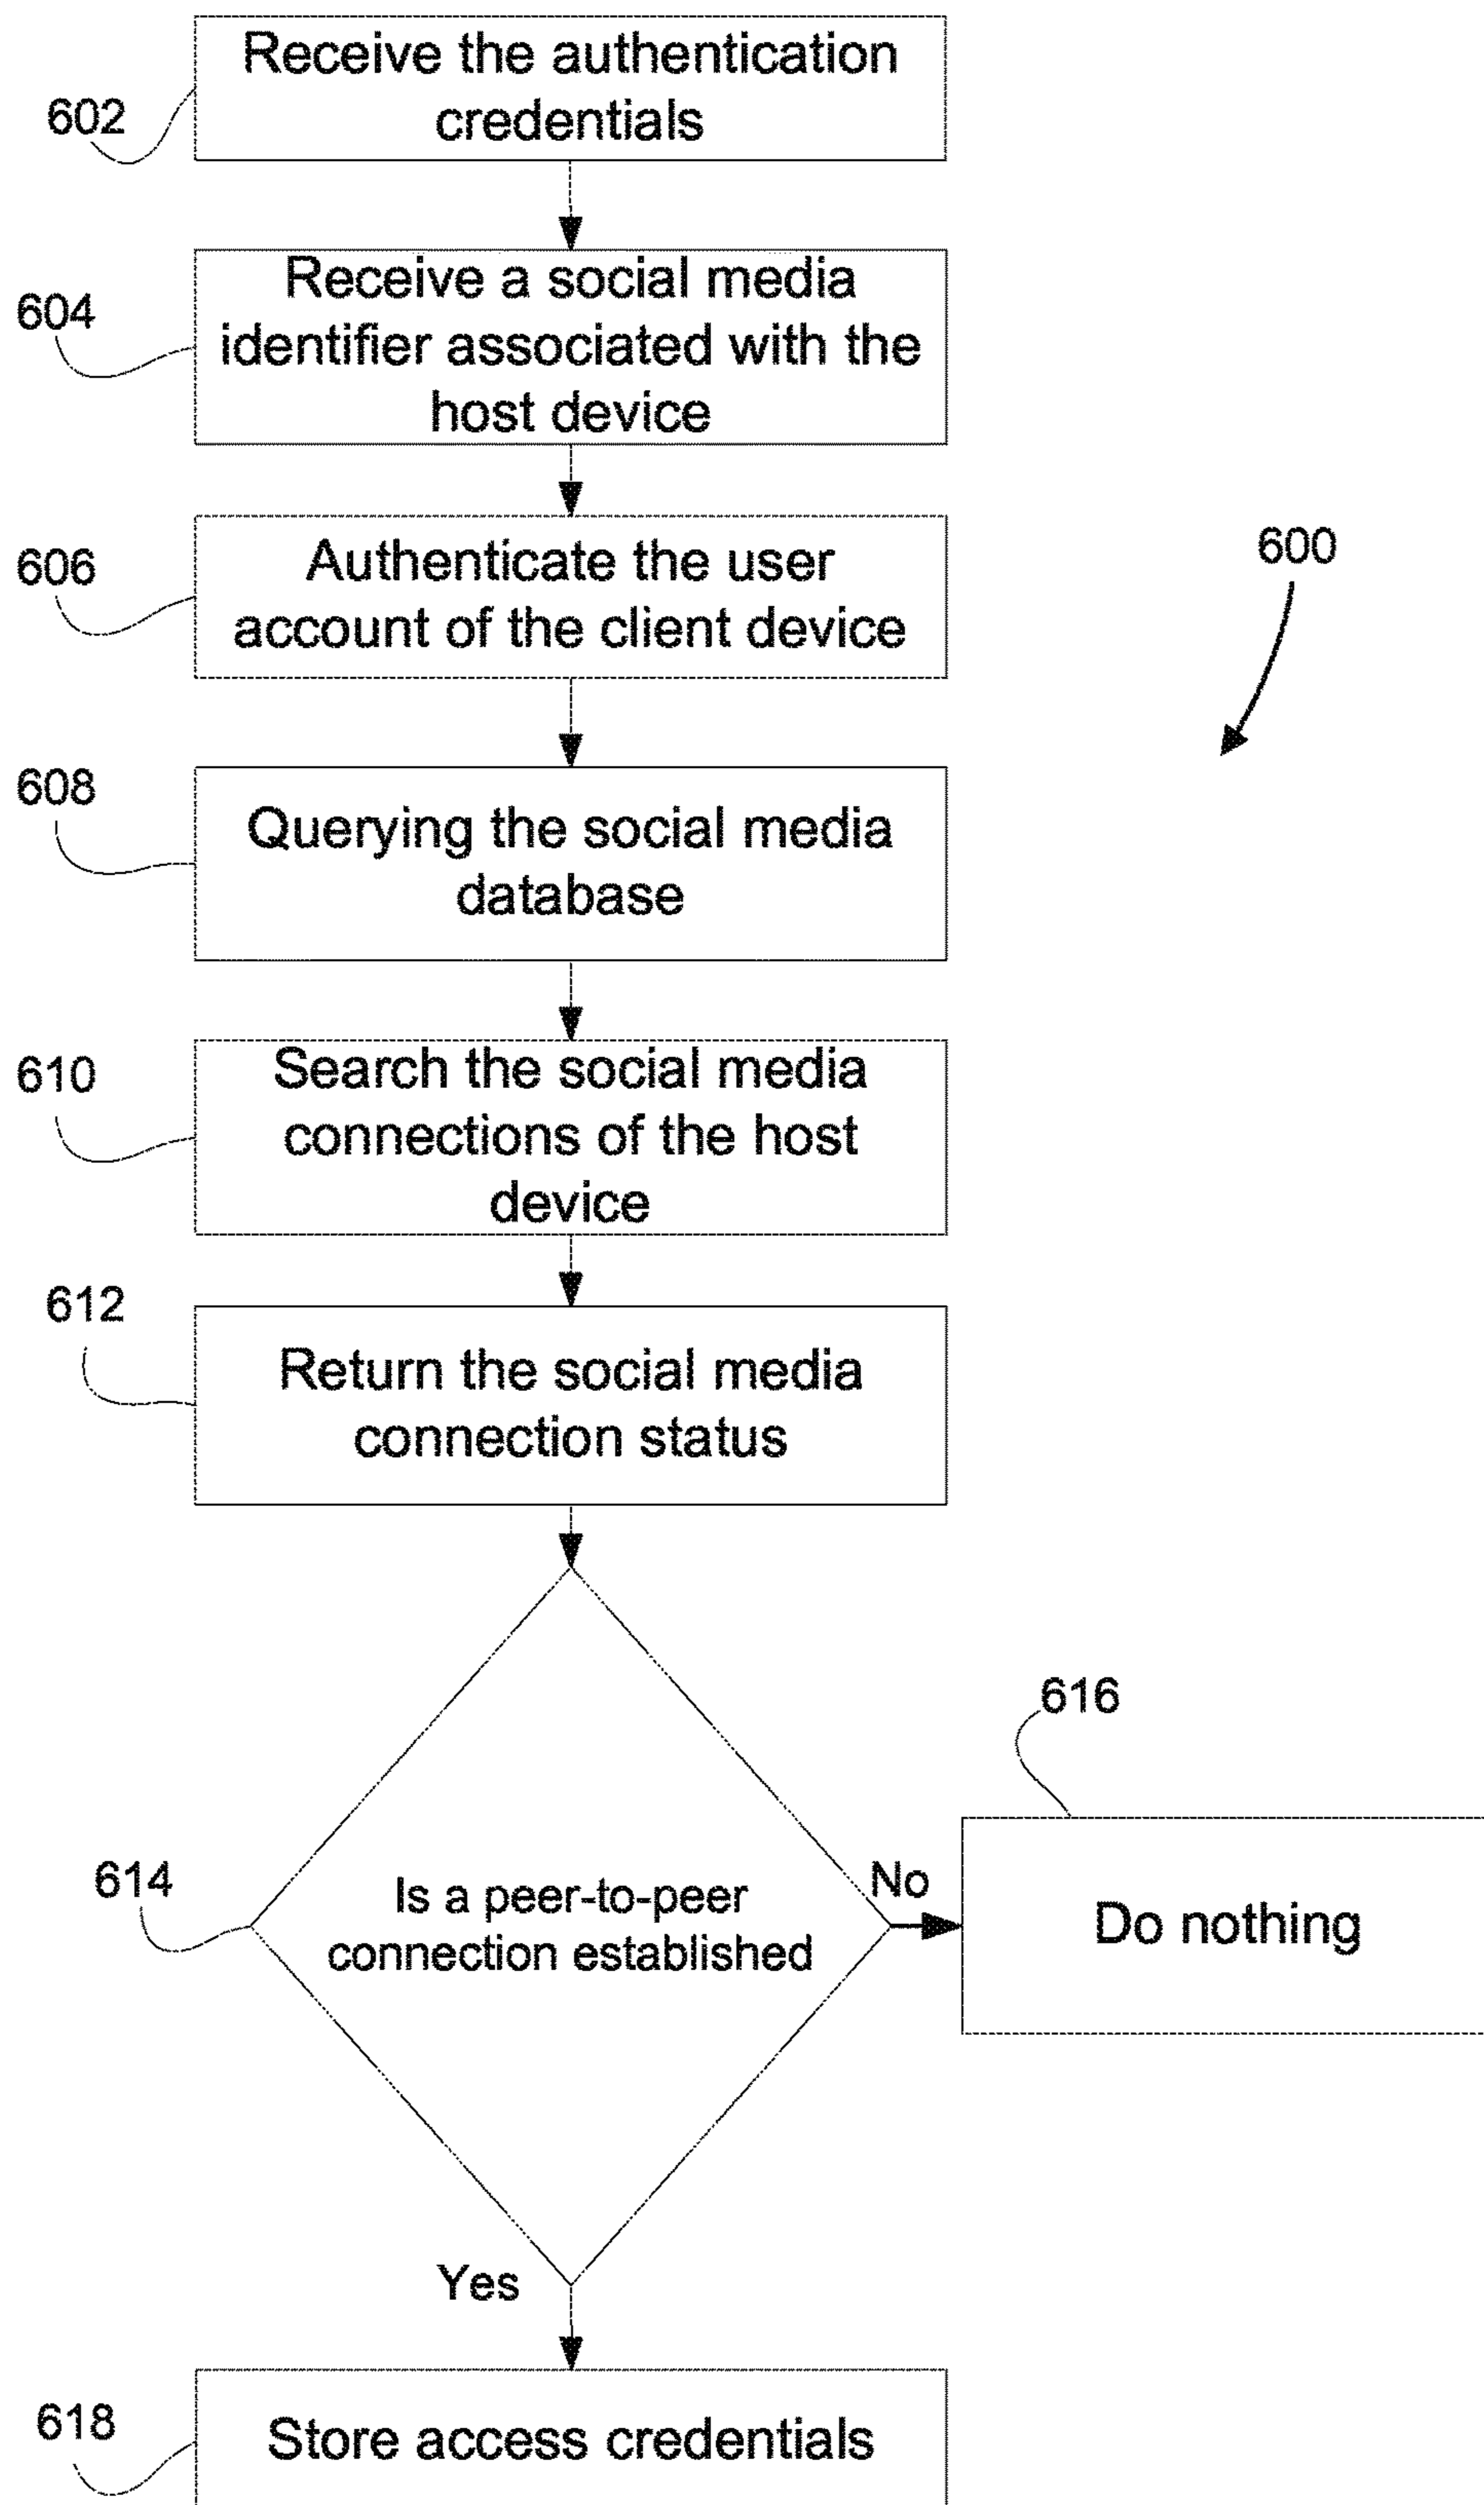 Receive the authentication
credentials
602
Receive a social media
identifier associated with the
host device
604
Authenticate the user
account of the client device
606
600
Querying the social media
database
608
Search the social media
connections of the host
device
610
Return the social media
connection status
612
Is a peer-to-peer
connection established
614
No
616
Do nothing
Yes
Store access credentials
618